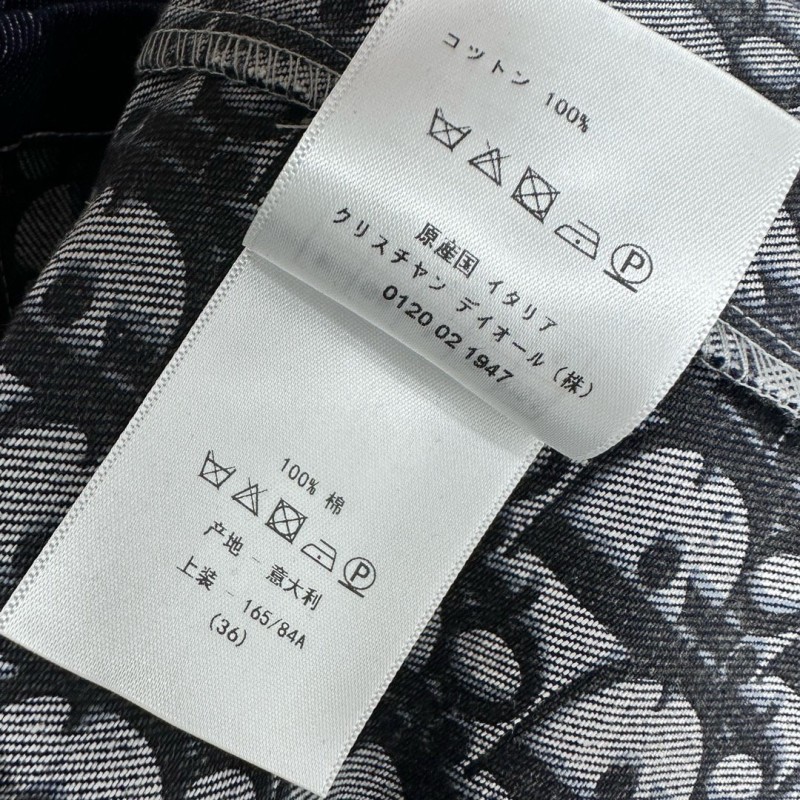 コットン 100%
P
原産国 イタリア
クリスチャン デイオール（株）
0120 02 1947
100% 棉
P
产地 - 意大利
上装 - 165/84A
(36)